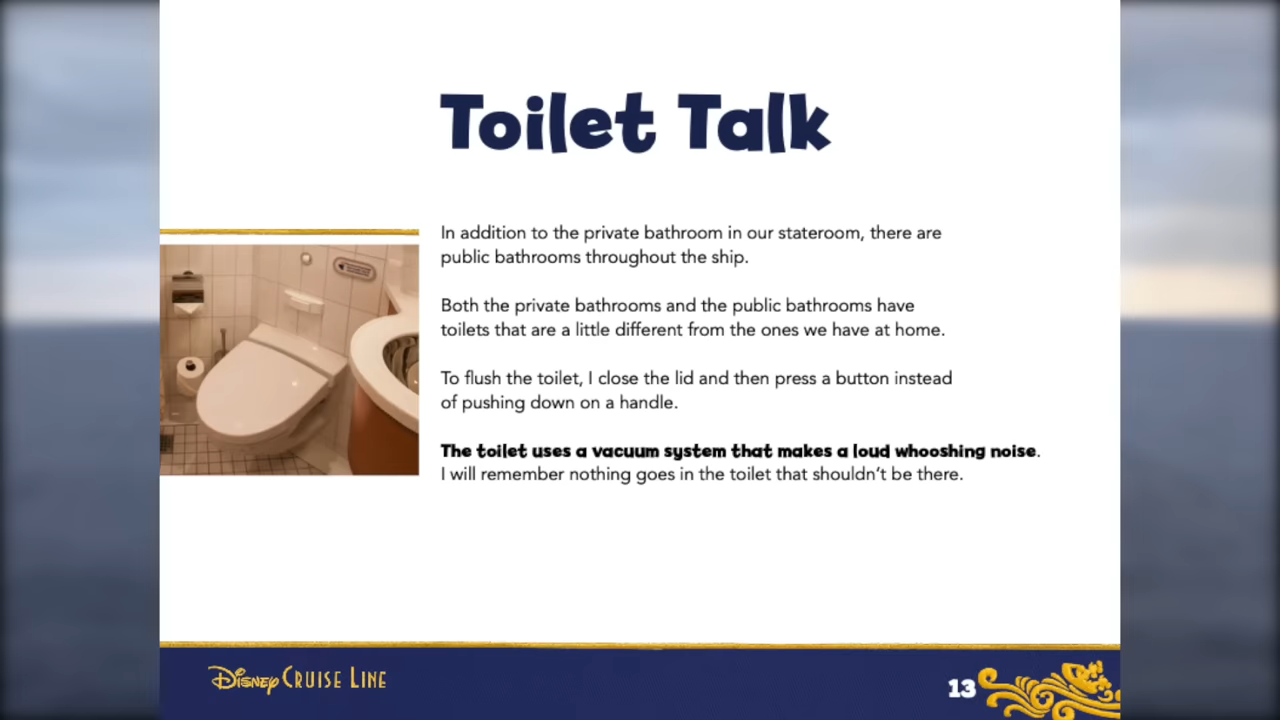 Toilet Talk
In addition to the private bathroom in our stateroom, there are
public bathrooms throughout the ship.
Both the private bathrooms and the public bathrooms have
toilets that are a little different from the ones we have at home.
To flush the toilet, I close the lid and then press a button instead
of pushing down on a handle.
The toilet uses a vacuum system that makes a loud whooshing noise.
I will remember nothing goes in the toilet that shouldn't be there.
Disney Cruise Line
13